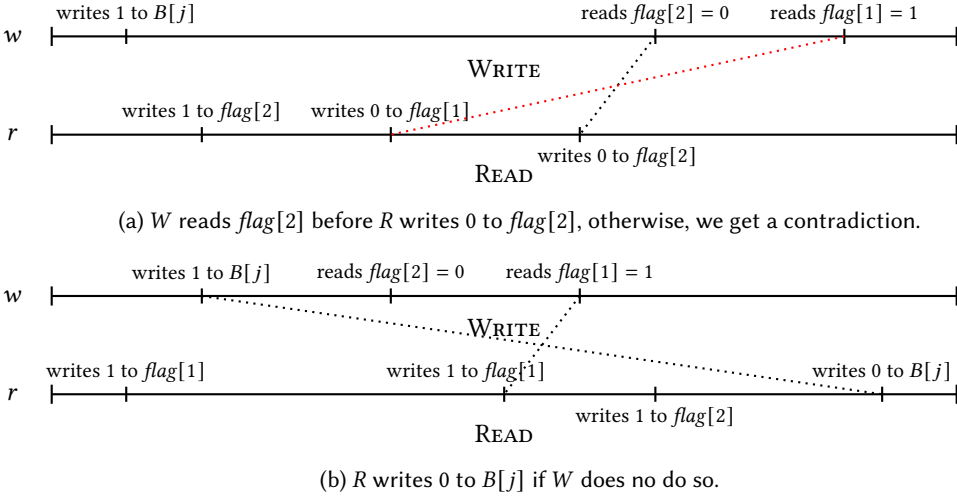 writes 1 to B[j] reads flag[2] = 0 reads flag[1] = 1
w
WRITE
writes 1 to flag[2] writes 0 to flag[1]
r
writes 0 to flag[2]
READ
(a) W reads flag[2] before R writes 0 to flag[2], otherwise, we get a contradiction.
writes 1 to B[j] reads flag[2] = 0 reads flag[1] = 1
w
WRITE
writes 1 to flag[1] writes 1 to flag[1] writes 0 to B[j]
r
writes 1 to flag[2]
READ
(b) R writes 0 to B[j] if W does no do so.